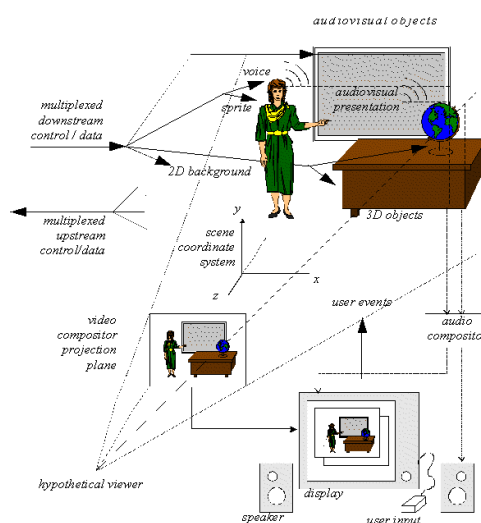 audiovisual objects
voice
sprite
audiovisual
presentation
multiplexed
downstream
control / data
2D background
3D objects
multiplexed
upstream
control/data
y
scene
coordinate
system
x
z
user events
video
compositor
projection
plane
audio
compositor
hypothetical viewer
display
speaker
user input